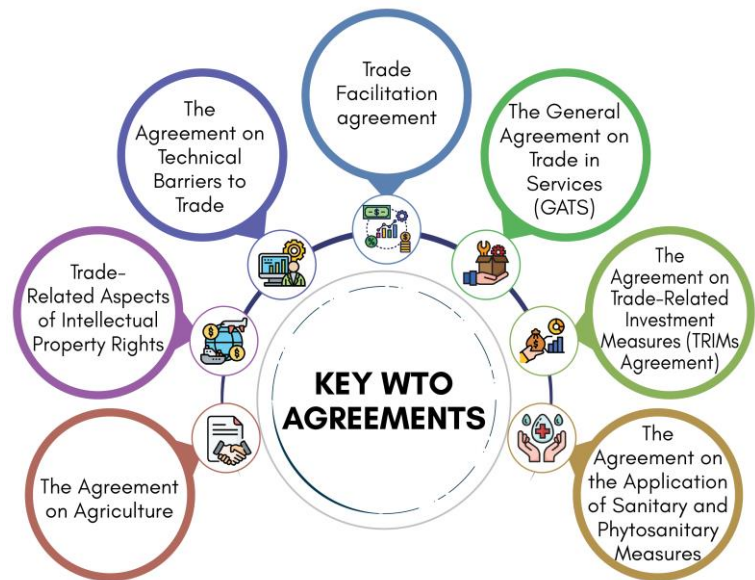 Trade
Facilitation
agreement
The
Agreement on
Technical
Barriers to
Trade
The General
Agreement on
Trade in
Services
(GATS)
Trade-
Related Aspects
of Intellectual
Property Rights
The
Agreement on
Trade-Related
Investment
Measures (TRIMs
Agreement)
KEY WTO
AGREEMENTS
The Agreement
on Agriculture
The
Agreement on
the Application
of Sanitary and
Phytosanitary
Measures